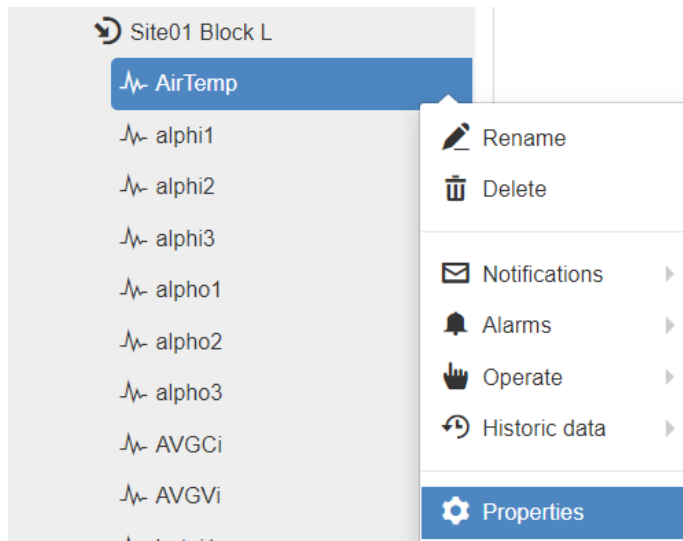 Site01 Block L
AirTemp
alphi1
alphi2
alphi3
alpho1
alpho2
alpho3
AVGCi
AVGVi
Rename
Delete
Notifications
Alarms
Operate
Historic data
Properties